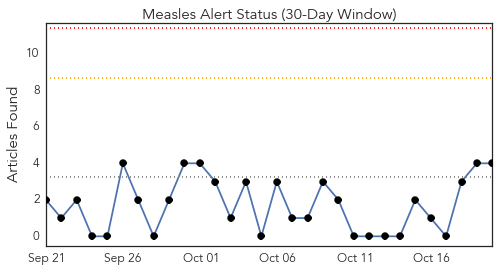 Measles Alert Status (30-Day Window)
Articles Found
10
8
6
4
2
0
Sep 21 Sep 26 Oct 01 Oct 06 Oct 11 Oct 16